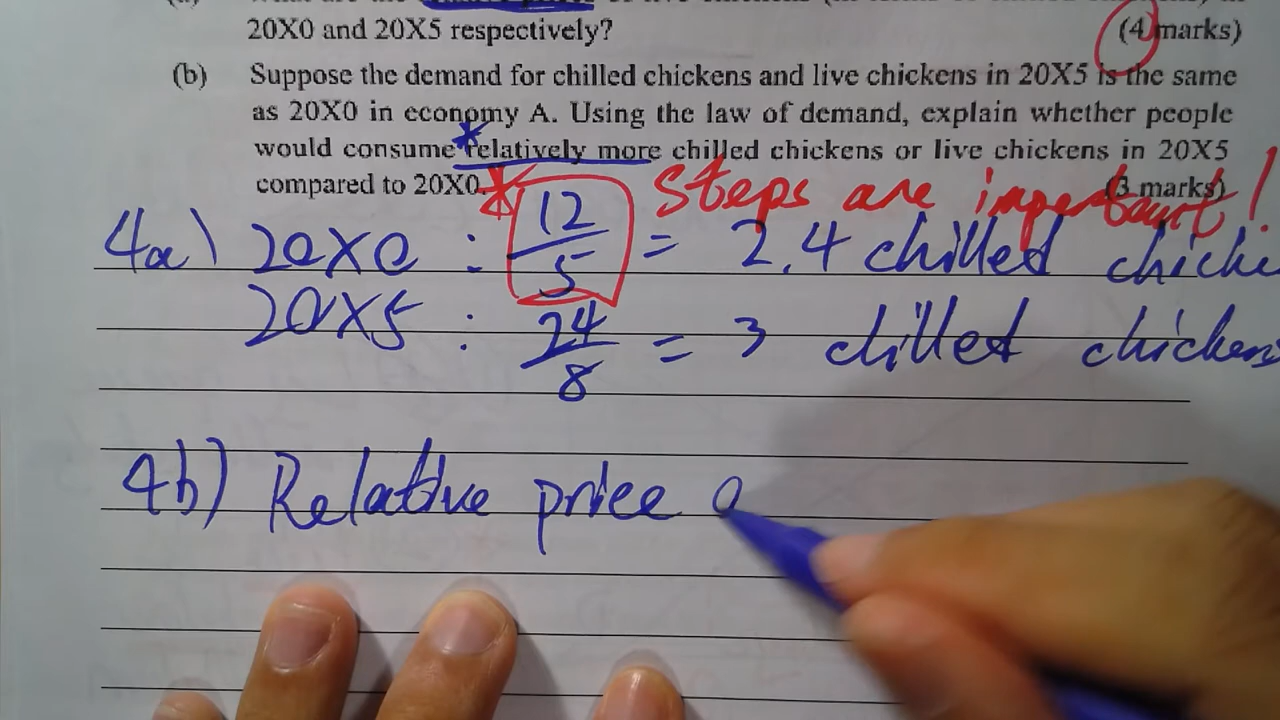 20X0 and 20X5 respectively? (4 marks)
(b) Suppose the demand for chilled chickens and live chickens in 20X5 is the same
as 20X0 in economy A. Using the law of demand, explain whether people
would consume *relatively more chilled chickens or live chickens in 20X5
compared to 20X0. (3 marks)
* Steps are important!
4a) 20X0 : 12/5 = 2.4 chilled chicke
20X5 : 24/8 = 3 chilled chickens
4b) Relative price o